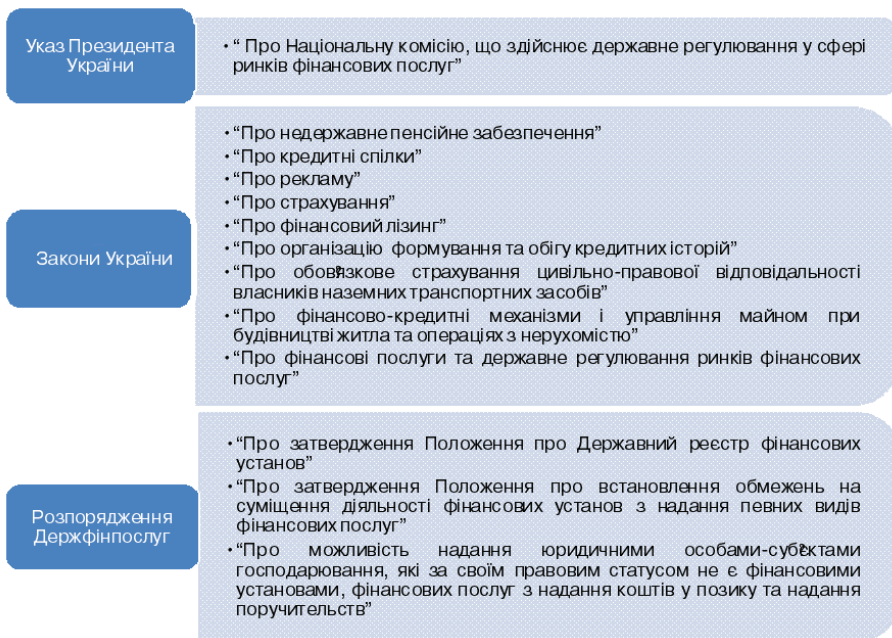 Указ Президента
України
• “ Про Національну комісію, що здійснює державне регулювання у сфері
ринків фінансових послуг”
Закони України
• “Про недержавне пенсійне забезпечення”
• “Про кредитні спілки”
• “Про рекламу”
• “Про страхування”
• “Про фінансовий лізинг”
• “Про організацію формування та обігу кредитних історій”
• “Про обов?язкове страхування цивільно-правової відповідальності
власників наземних транспортних засобів”
• “Про фінансово-кредитні механізми і управління майном при
будівництві житла та операціях з нерухомістю”
• “Про фінансові послуги та державне регулювання ринків фінансових
послуг”
Розпорядження
Держфінпослуг
• “Про затвердження Положення про Державний реєстр фінансових
установ”
• “Про затвердження Положення про встановлення обмежень на
суміщення діяльності фінансових установ з надання певних видів
фінансових послуг”
• “Про можливість надання юридичними особами-суб?єктами
господарювання, які за своїм правовим статусом не є фінансовими
установами, фінансових послуг з надання коштів у позику та надання
поручительств”